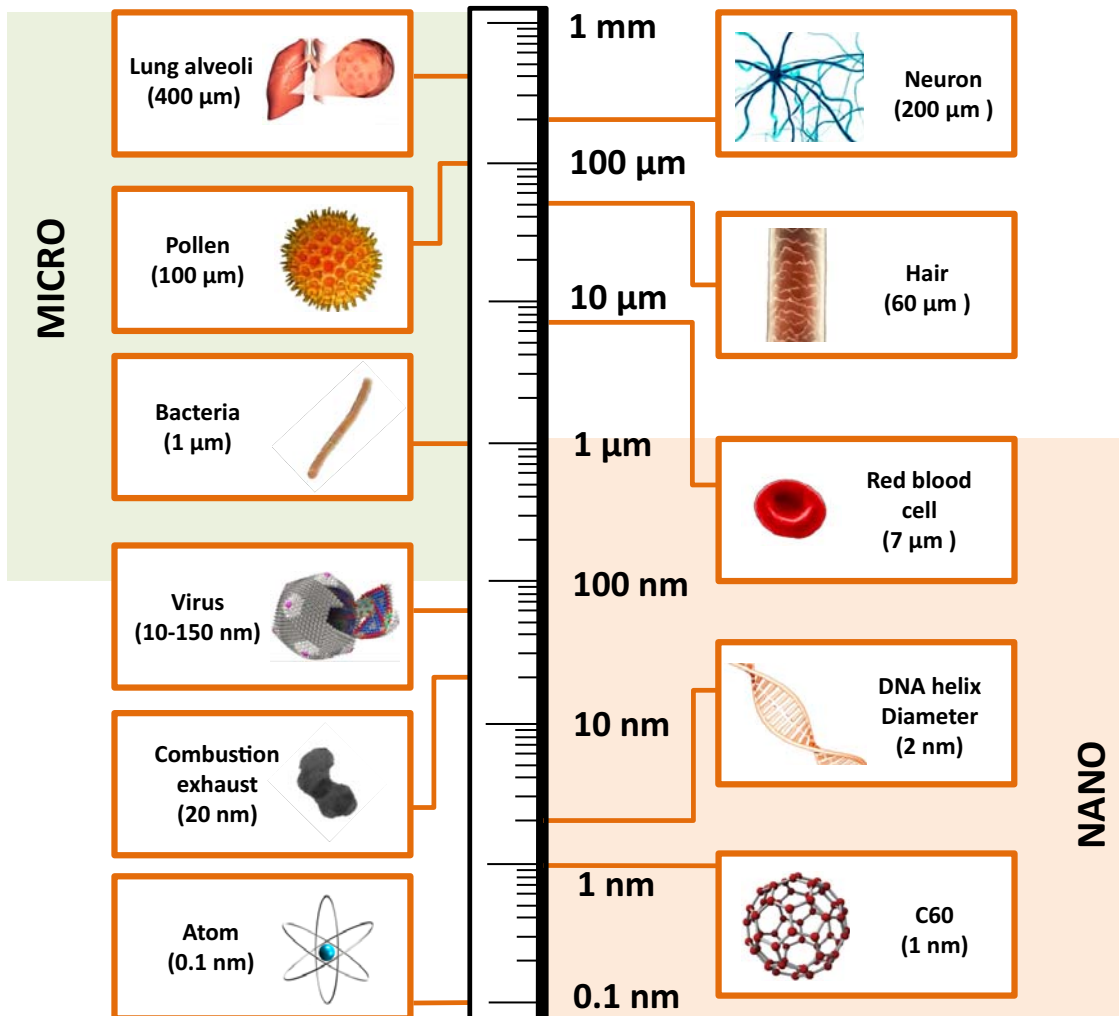 MICRO
Lung alveoli
(400 μm)
Pollen
(100 μm)
Bacteria
(1 μm)
Virus
(10-150 nm)
Combustion
exhaust
(20 nm)
Atom
(0.1 nm)
1 mm
100 μm
10 μm
1 μm
100 nm
10 nm
1 nm
0.1 nm
Neuron
(200 μm )
Hair
(60 μm )
Red blood
cell
(7 μm )
DNA helix
Diameter
(2 nm)
C60
(1 nm)
NANO